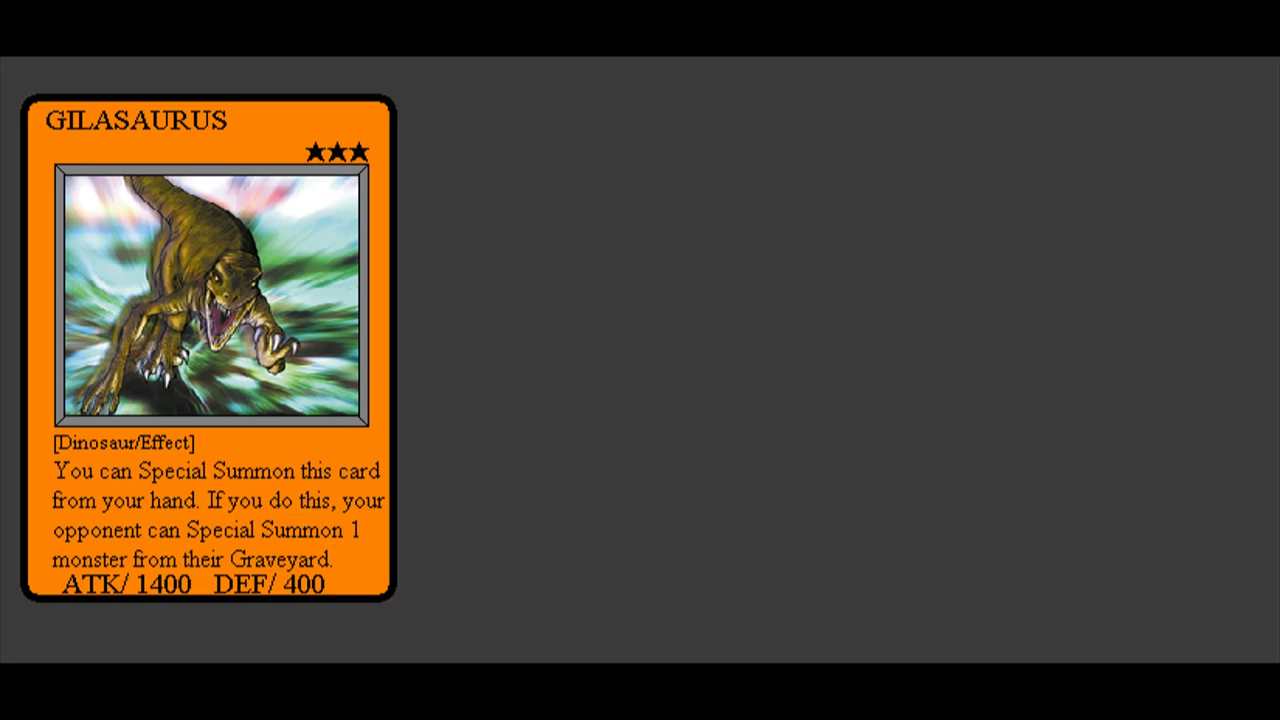 GILASAURUS
[Dinosaur/Effect]
You can Special Summon this card
from your hand. If you do this, your
opponent can Special Summon 1
monster from their Graveyard.
ATK/ 1400 DEF/ 400